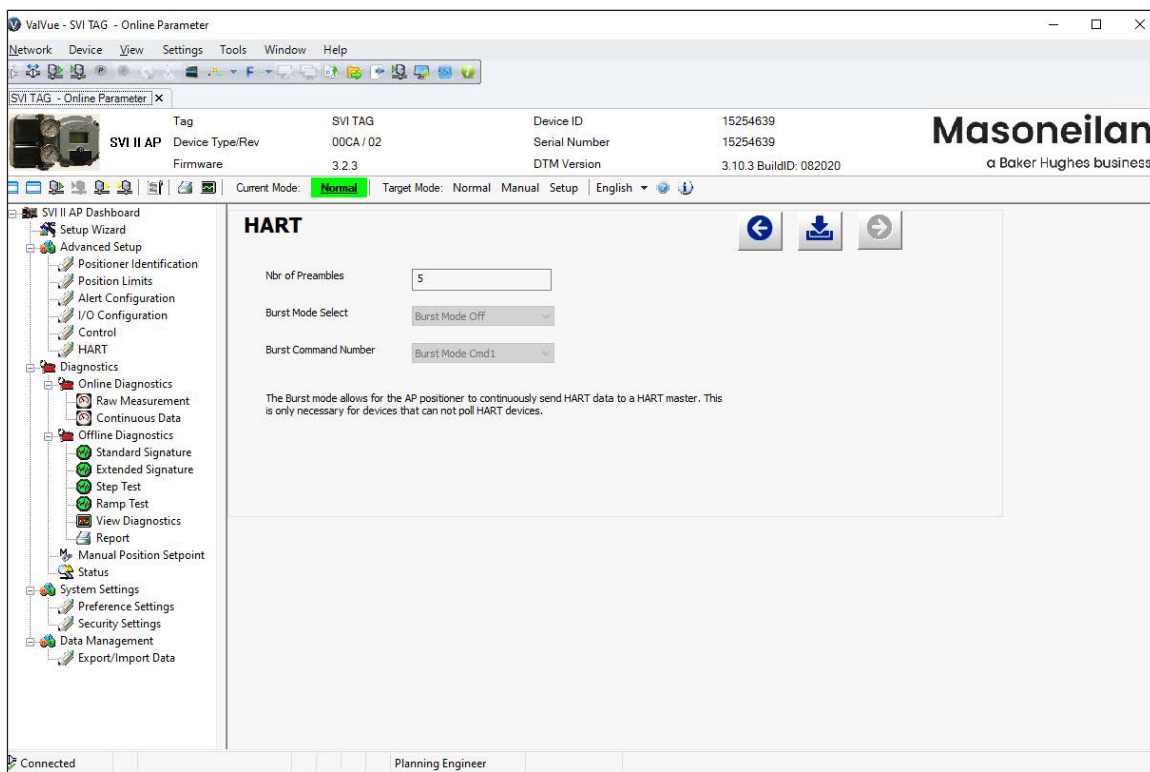 ValVue - SVI TAG - Online Parameter
Network Device View Settings Tools Window Help
SVI TAG - Online Parameter
Tag SVI TAG Device ID 15254639
SVI II AP Device Type/Rev 00CA / 02 Serial Number 15254639
Firmware 3.2.3 DTM Version 3.10.3 BuildID: 082020
Masoneilan
a Baker Hughes business
Current Mode: Normal Target Mode: Normal Manual Setup English
SVI II AP Dashboard
Setup Wizard
Advanced Setup
Positioner Identification
Position Limits
Alert Configuration
I/O Configuration
Control
HART
Diagnostics
Online Diagnostics
Raw Measurement
Continuous Data
Offline Diagnostics
Standard Signature
Extended Signature
Step Test
Ramp Test
View Diagnostics
Report
Manual Position Setpoint
Status
System Settings
Preference Settings
Security Settings
Data Management
Export/Import Data
HART
Nbr of Preambles 5
Burst Mode Select Burst Mode Off
Burst Command Number Burst Mode Cmd1
The Burst mode allows for the AP positioner to continuously send HART data to a HART master. This
is only necessary for devices that can not poll HART devices.
Connected Planning Engineer